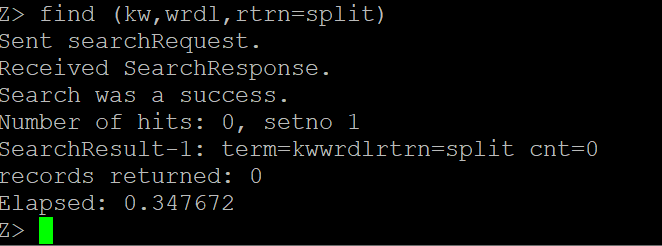 Z> find (kw,wrdl,rtrn=split)
Sent searchRequest.
Received SearchResponse.
Search was a success.
Number of hits: 0, setno 1
SearchResult-1: term=kwwrdlrtrn=split cnt=0
records returned: 0
Elapsed: 0.347672
Z>